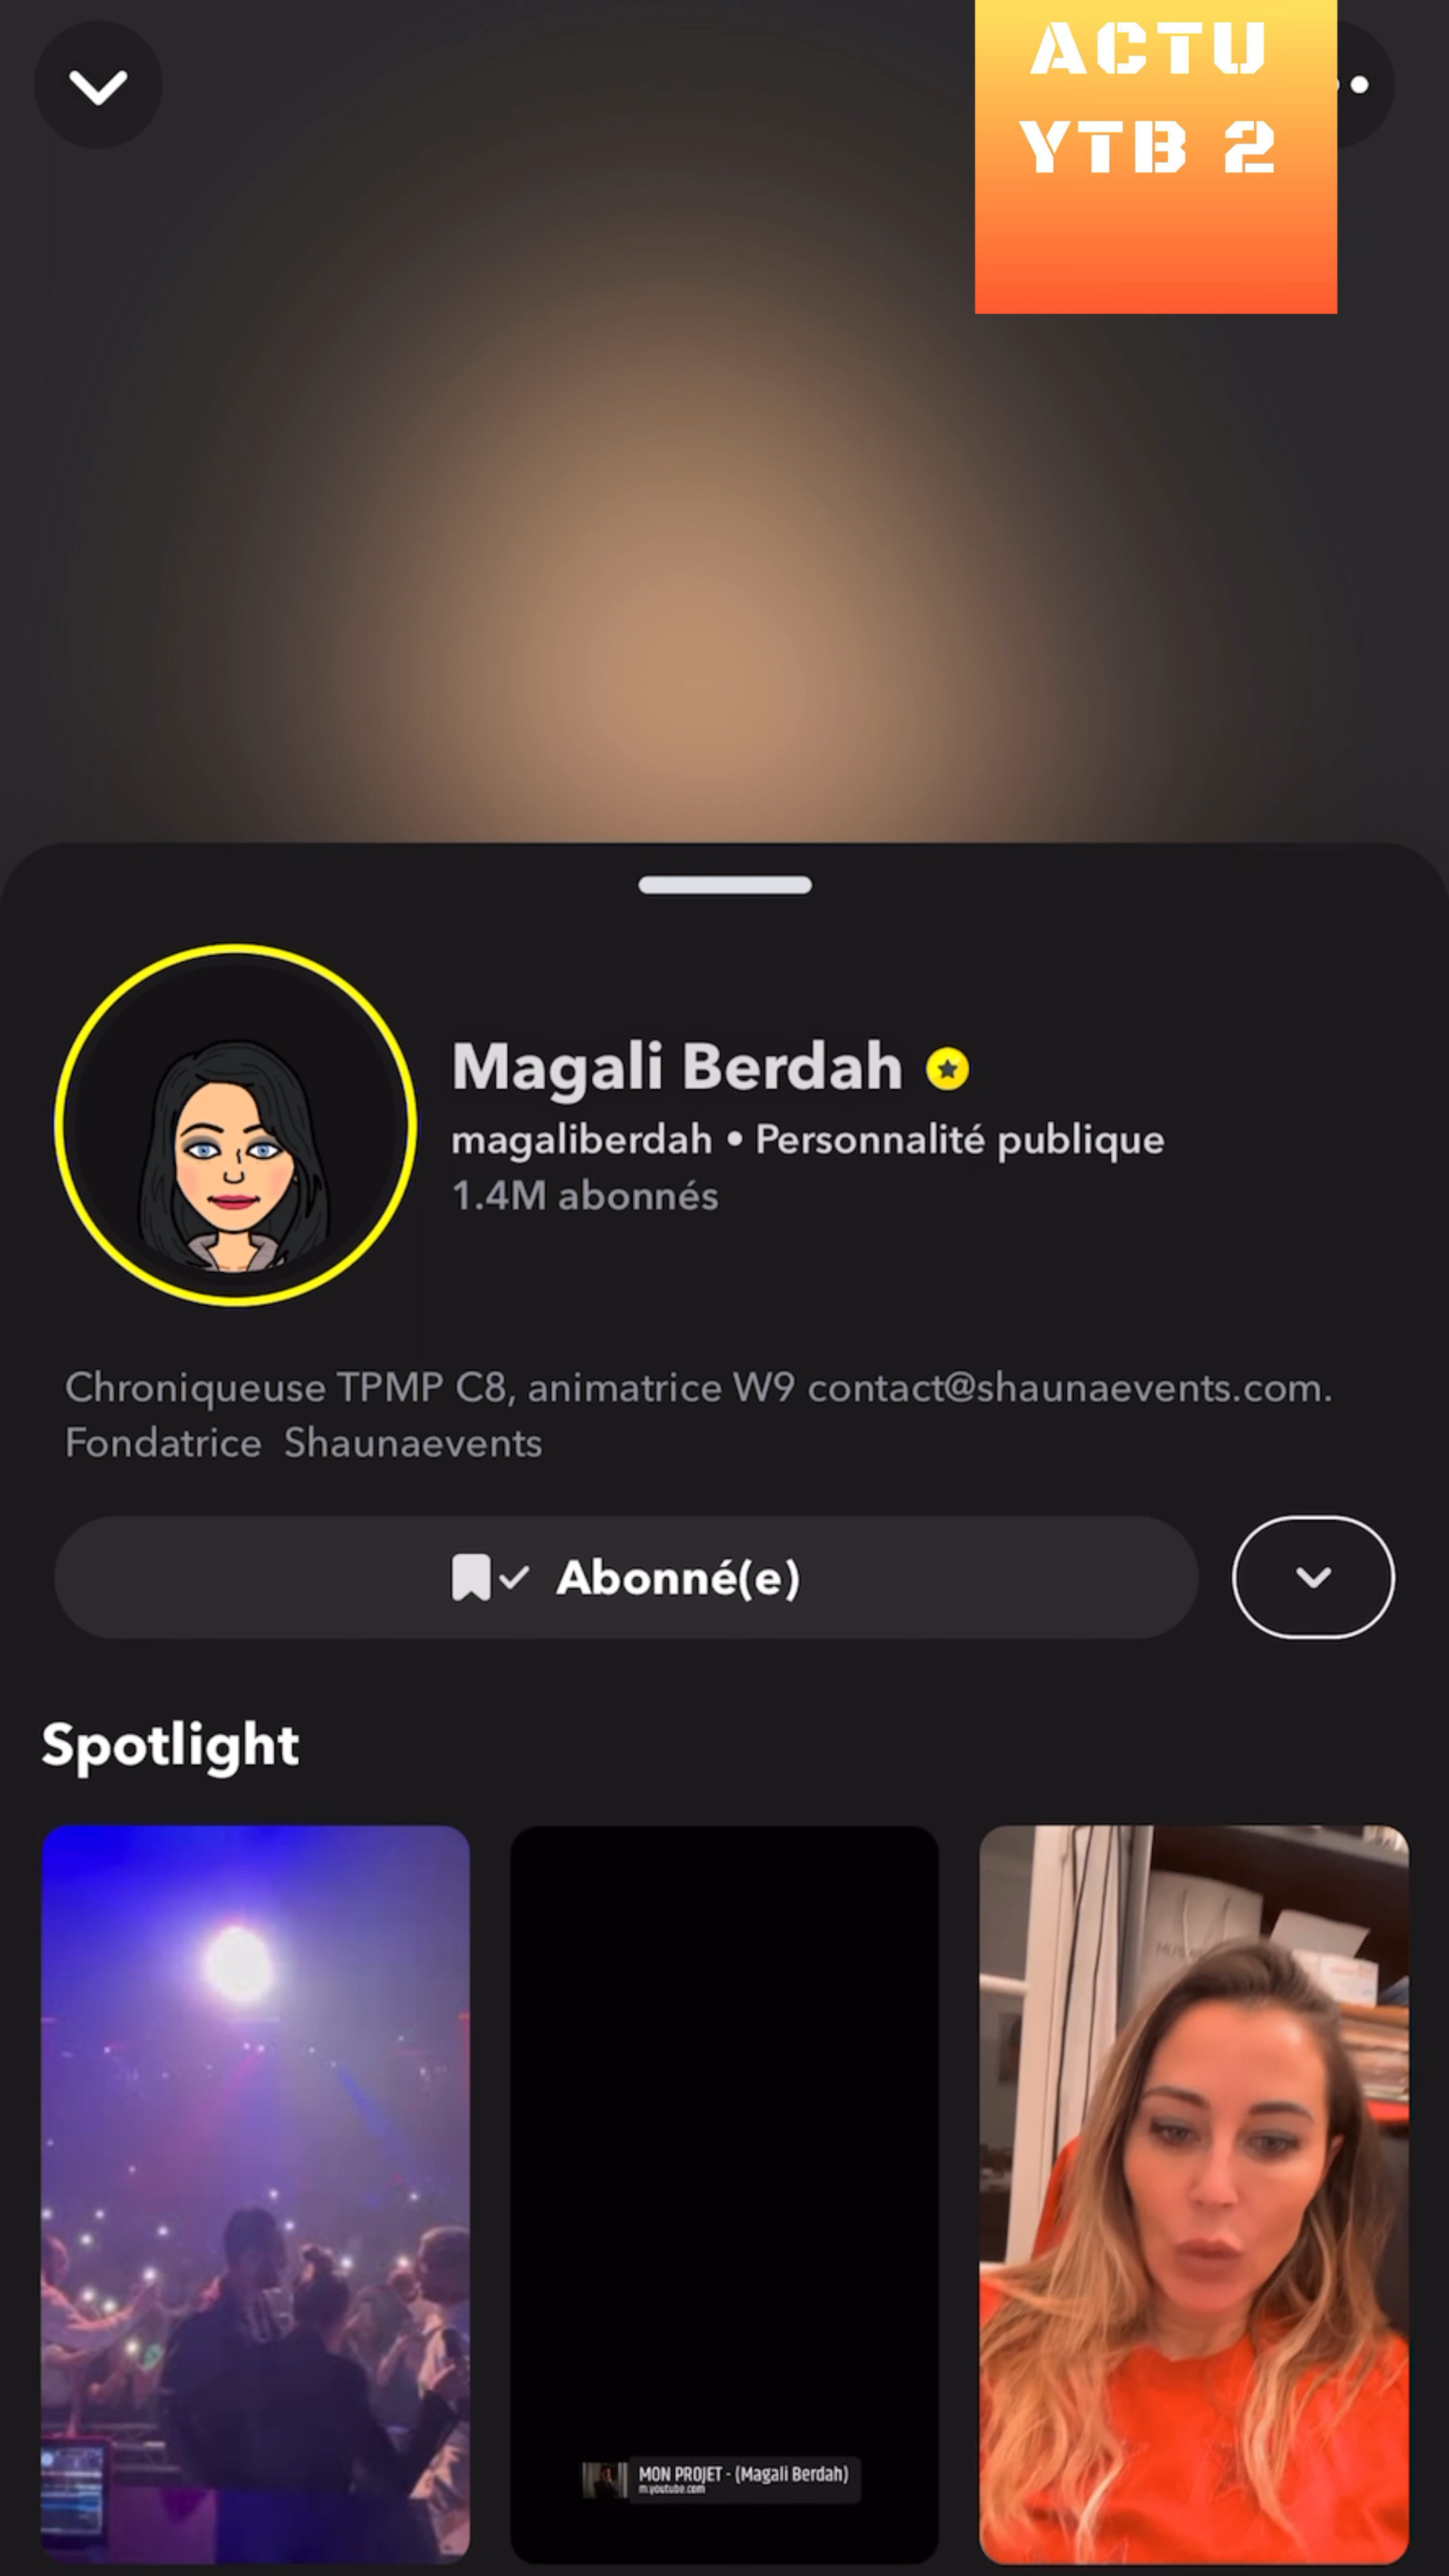 ACTU
YTB 2
Magali Berdah
magaliberdah • Personnalité publique
1.4M abonnés
Chroniqueuse TPMP C8, animatrice W9 contact@shaunaevents.com.
Fondatrice Shaunaevents
Abonné(e)
Spotlight
MON PROJET - (Magali Berdah)
m.youtube.com